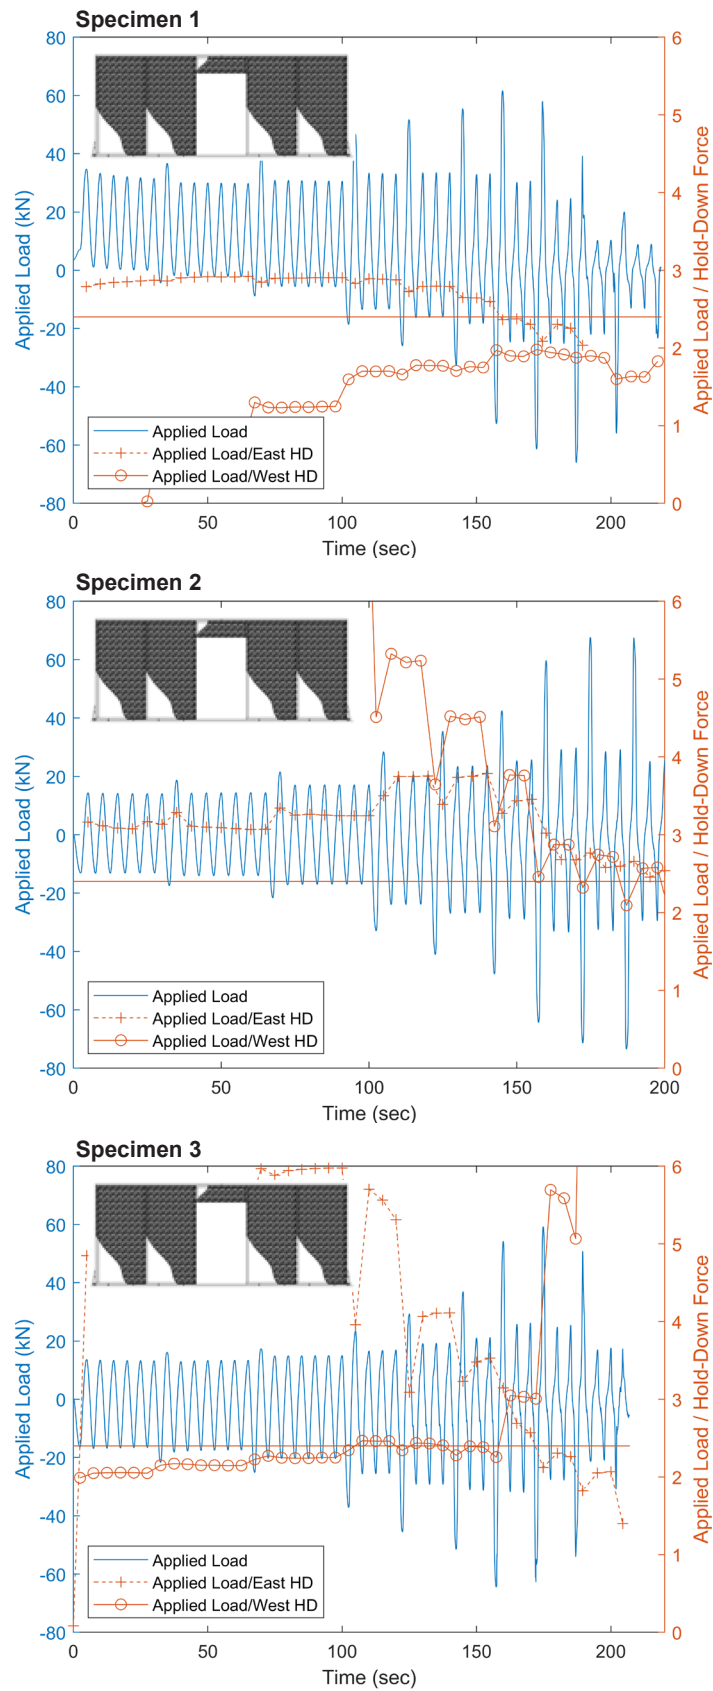 Specimen 1
80
60
40
20
0
-20
-40
-60
-80
Applied Load (kN)
6
5
4
3
2
1
0
Applied Load / Hold-Down Force
Applied Load
Applied Load/East HD
Applied Load/West HD
0 50 100 150 200
Time (sec)
Specimen 2
80
60
40
20
0
-20
-40
-60
-80
Applied Load (kN)
6
5
4
3
2
1
0
Applied Load / Hold-Down Force
Applied Load
Applied Load/East HD
Applied Load/West HD
0 50 100 150 200
Time (sec)
Specimen 3
80
60
40
20
0
-20
-40
-60
-80
Applied Load (kN)
6
5
4
3
2
1
0
Applied Load / Hold-Down Force
Applied Load
Applied Load/East HD
Applied Load/West HD
0 50 100 150 200
Time (sec)